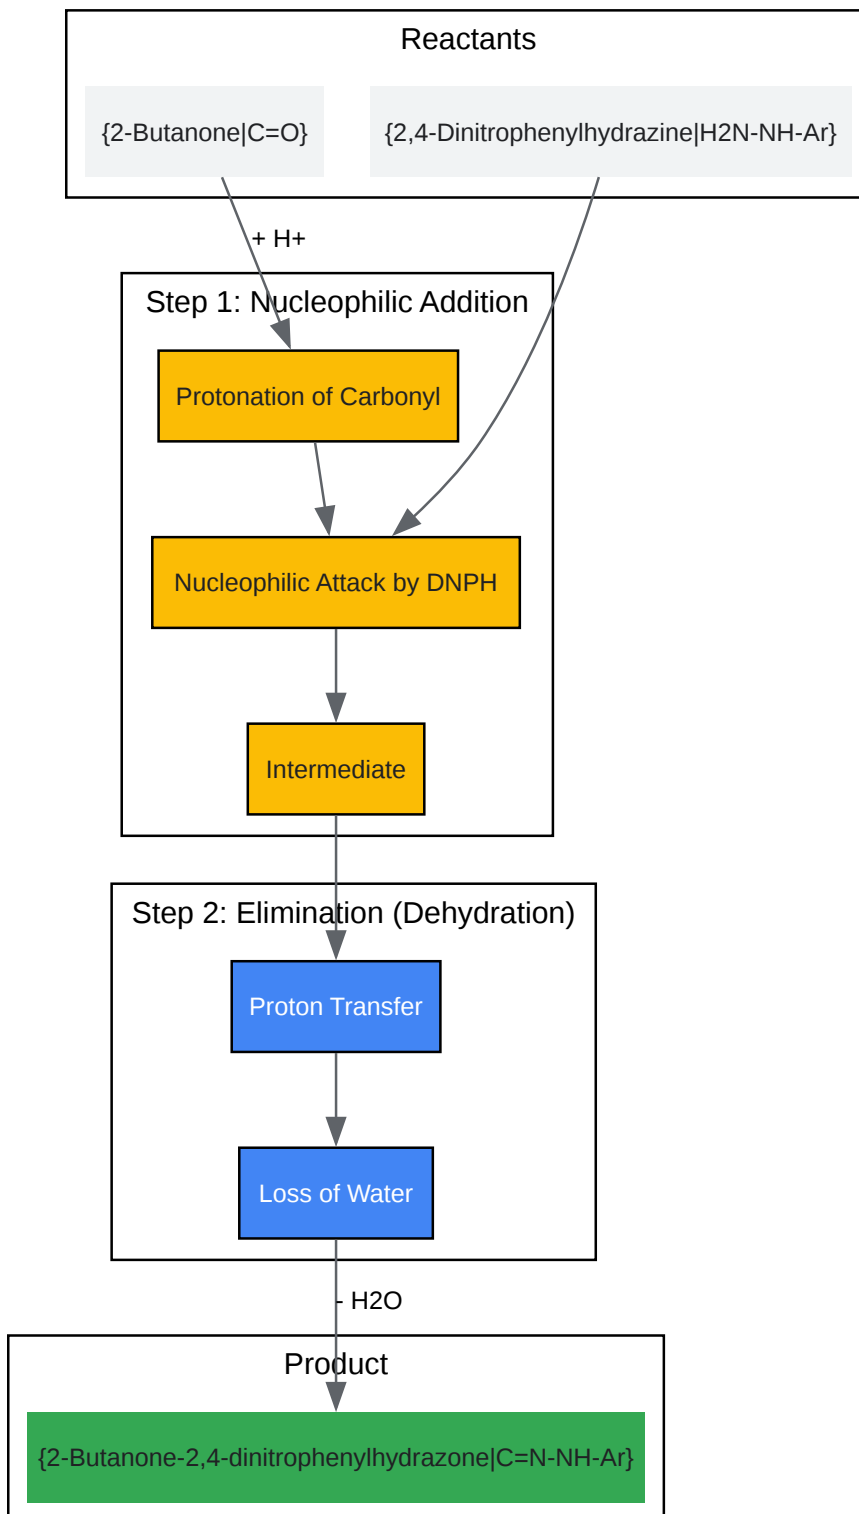 Reactants
{2-Butanone|C=O}
{2,4-Dinitrophenylhydrazine|H2N-NH-Ar}
+ H+
Step 1: Nucleophilic Addition
Protonation of Carbonyl
Nucleophilic Attack by DNPH
Intermediate
Step 2: Elimination (Dehydration)
Proton Transfer
Loss of Water
- H2O
Product
{2-Butanone-2,4-dinitrophenylhydrazone|C=N-NH-Ar}